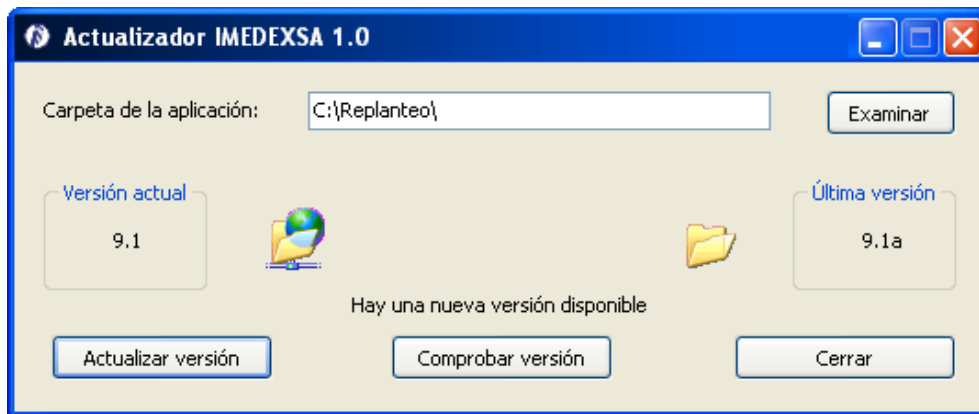 Actualizador IMEDEXSA 1.0
Carpeta de la aplicación:
C:\Replanteo\
Examinar
Versión actual
9.1
Última versión
9.1a
Hay una nueva versión disponible
Actualizar versión
Comprobar versión
Cerrar